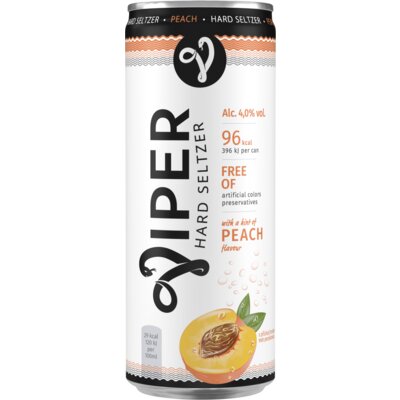 HARD SELTZER • PEACH • HARD SELTZER
VIPER
HARD SELTZER
Alc. 4,0% vol.
96 kcal
396 kJ per can
FREE
OF
artificial colors
preservatives
with a hint of
PEACH
flavour
29 kcal
120 kJ
per
100ml